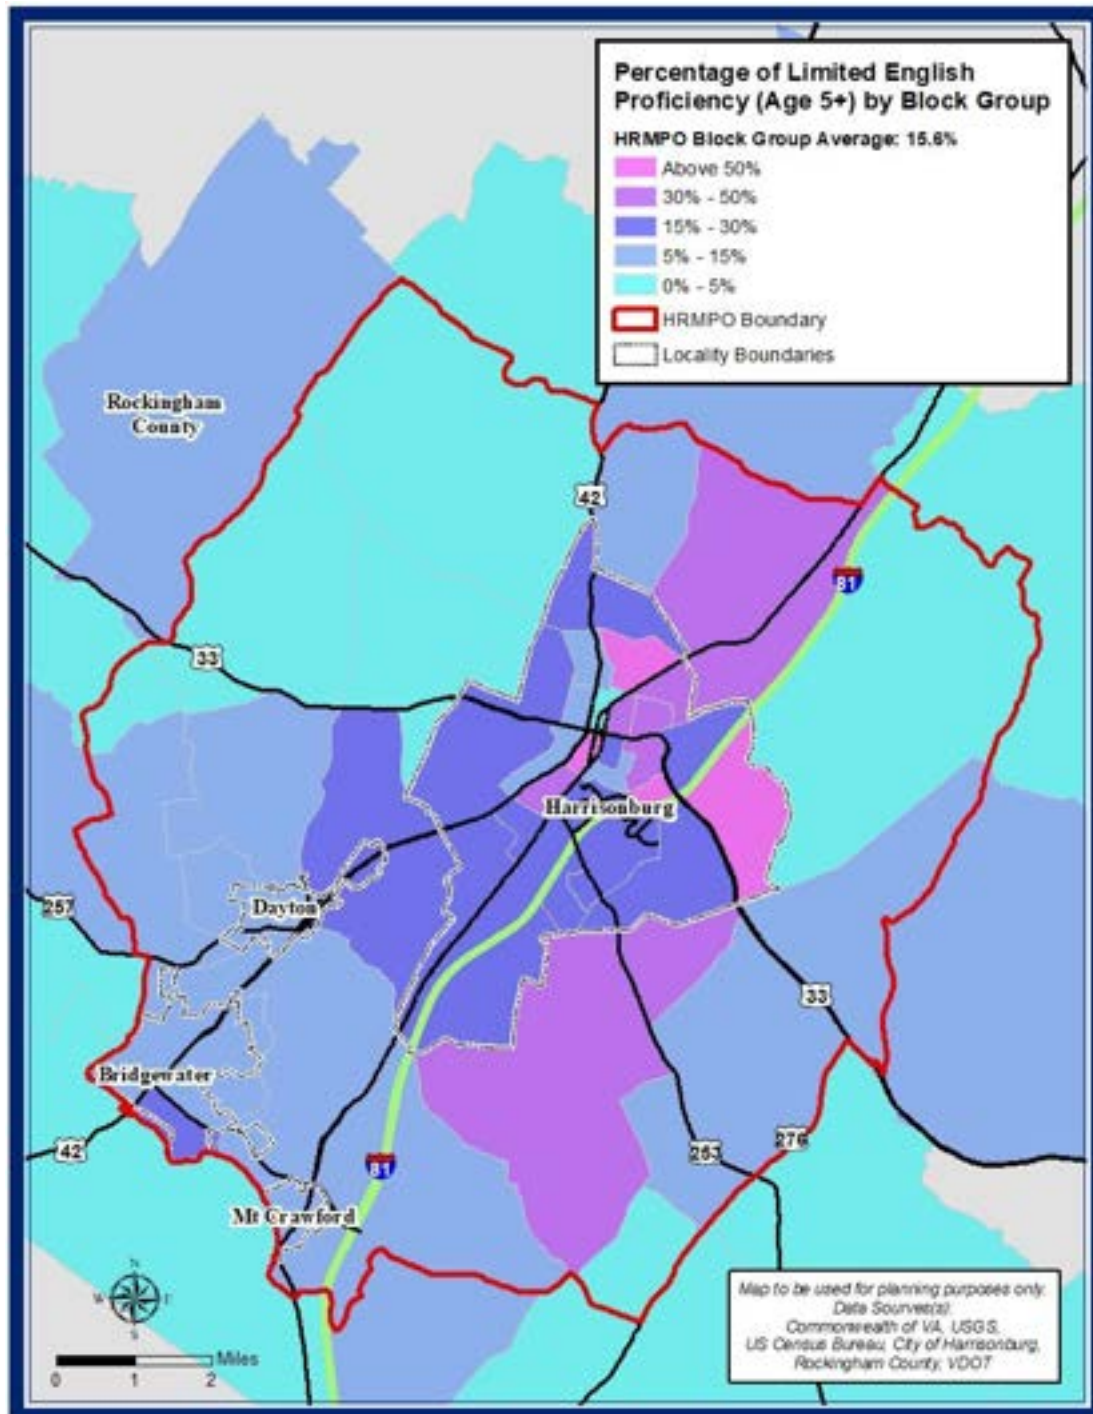 Percentage of Limited English
Proficiency (Age 5+) by Block Group
HRMPO Block Group Average: 15.6%
Above 50%
30% - 50%
15% - 30%
5% - 15%
0% - 5%
HRMPO Boundary
Locality Boundaries
Rockingham
County
42
81
33
Harrisonburg
Dayton
257
33
Bridgewater
42
253
276
81
Mt Crawford
N
W E
S
Miles
0 1 2
Map to be used for planning purposes only.
Data Sourves(s):
Commonwealth of VA, USGS,
US Census Bureau, City of Harrisonburg,
Rockingham County, VDOT